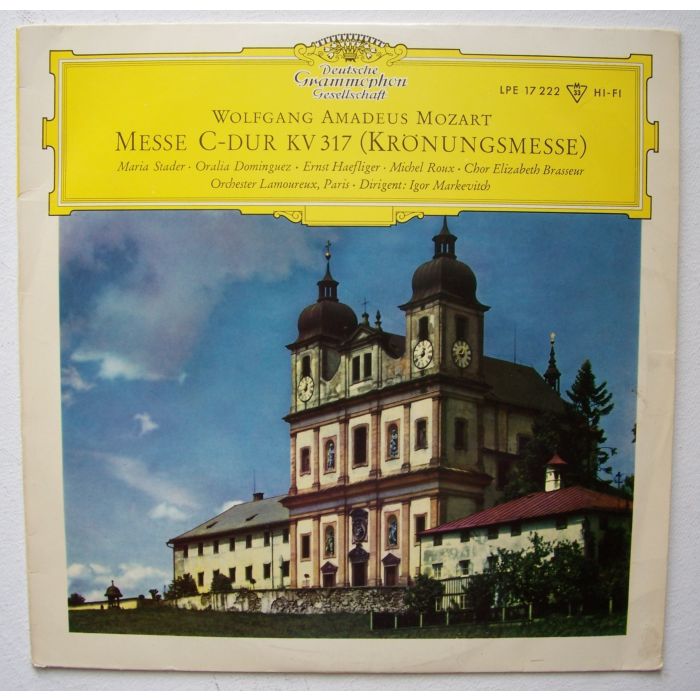 Deutsche
Grammophon
Gesellschaft
LPE 17 222 M 33 HI-FI
WOLFGANG AMADEUS MOZART
MESSE C-DUR KV 317 (KRÖNUNGSMESSE)
Maria Stader · Oralia Dominguez · Ernst Haefliger · Michel Roux · Chor Elizabeth Brasseur
Orchester Lamoureux, Paris · Dirigent: Igor Markevitch